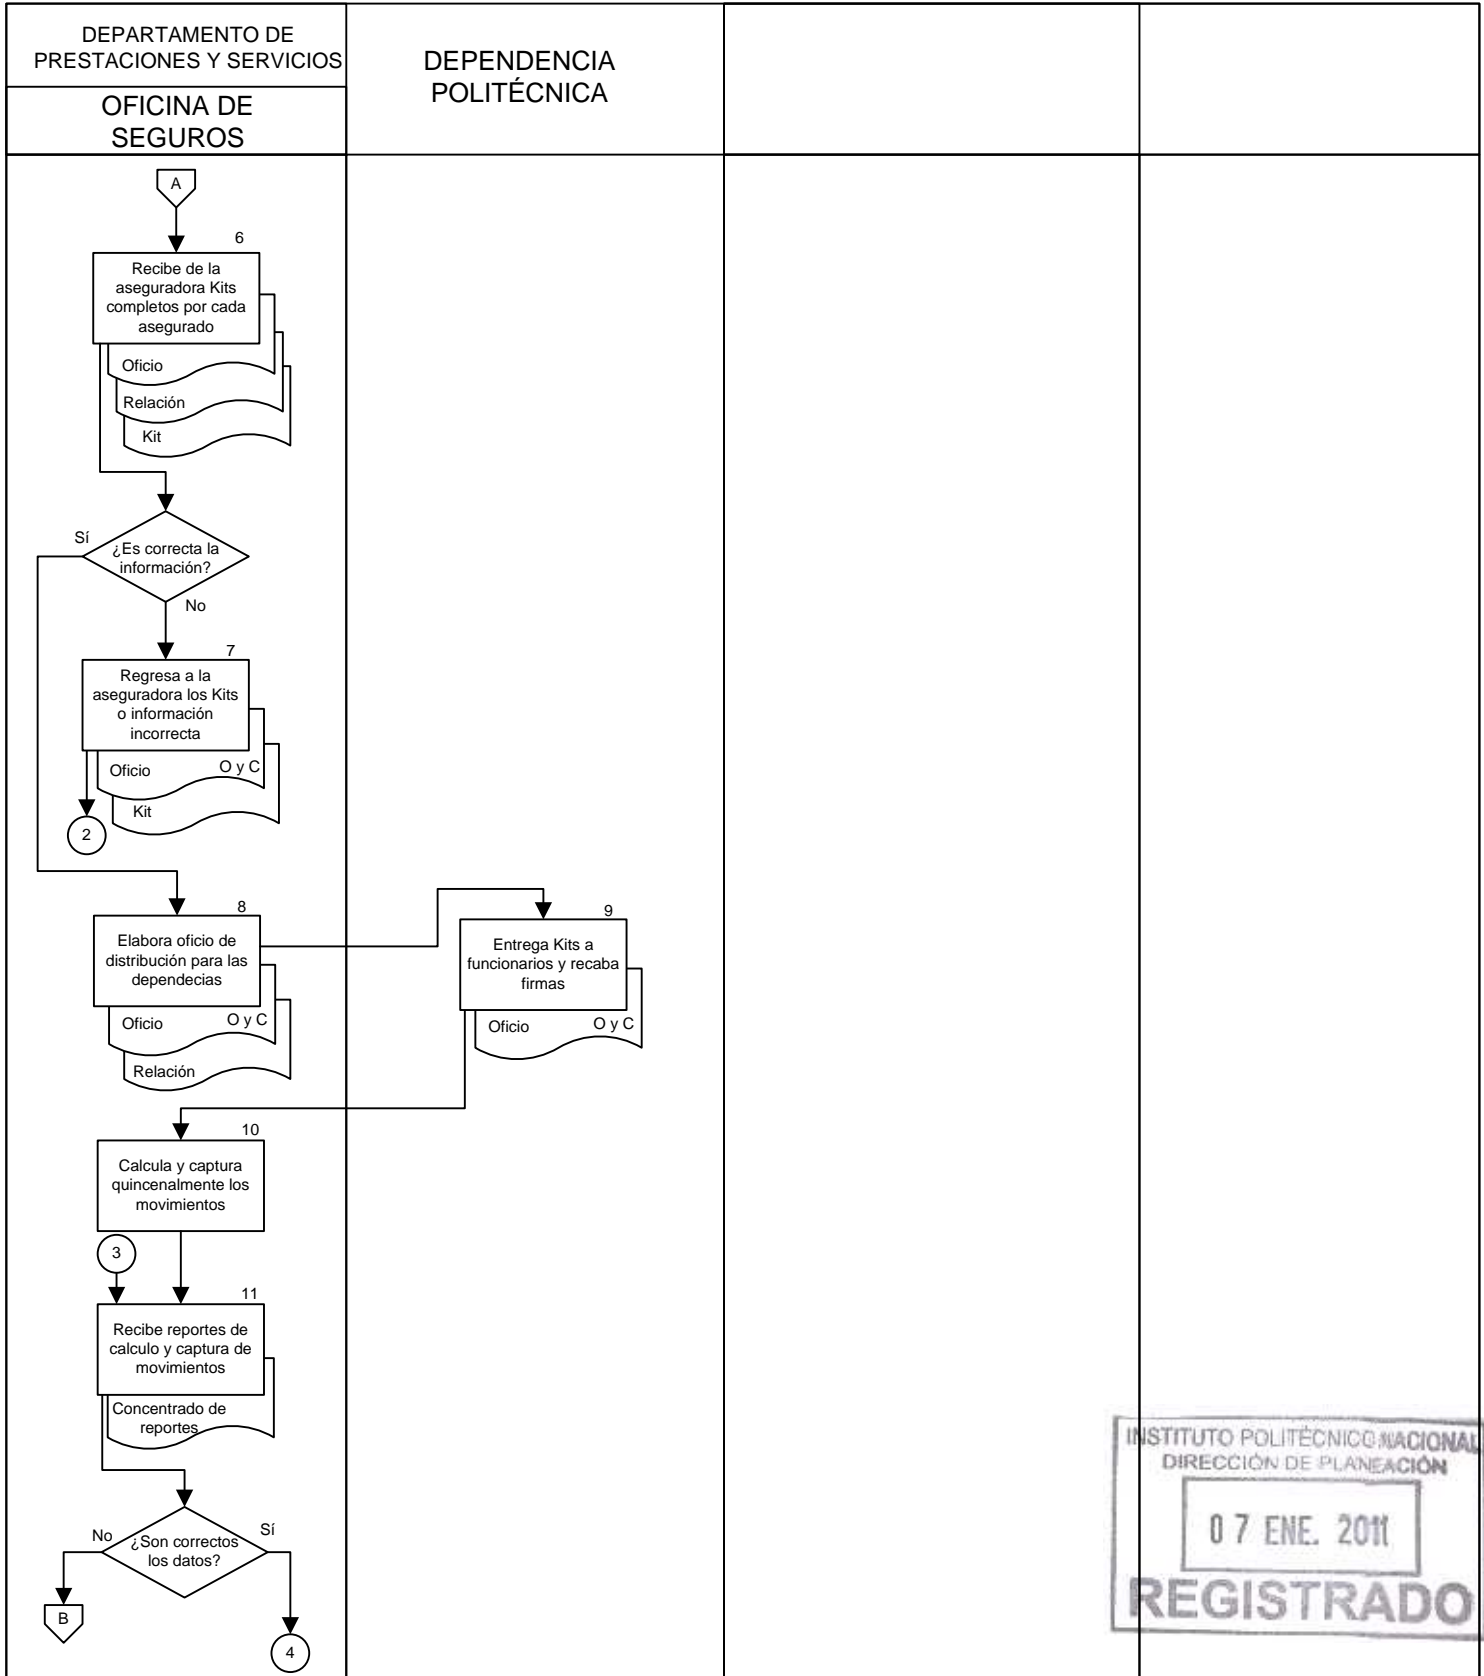 DEPARTAMENTO DE
PRESTACIONES Y SERVICIOS
OFICINA DE
SEGUROS
DEPENDENCIA
POLITÉCNICA
A
6
Recibe de la
aseguradora Kits
completos por cada
asegurado
Oficio
Relación
Kit
Sí
¿Es correcta la
información?
No
7
Regresa a la
aseguradora los Kits
o información
incorrecta
Oficio O y C
Kit
2
8
Elabora oficio de
distribución para las
dependecias
Oficio O y C
Relación
9
Entrega Kits a
funcionarios y recaba
firmas
Oficio O y C
10
Calcula y captura
quincenalmente los
movimientos
3
11
Recibe reportes de
calculo y captura de
movimientos
Concentrado de
reportes
No
¿Son correctos
los datos?
Sí
B
4
INSTITUTO POLITÉCNICO NACIONAL
DIRECCIÓN DE PLANEACIÓN
07 ENE. 2011
REGISTRADO